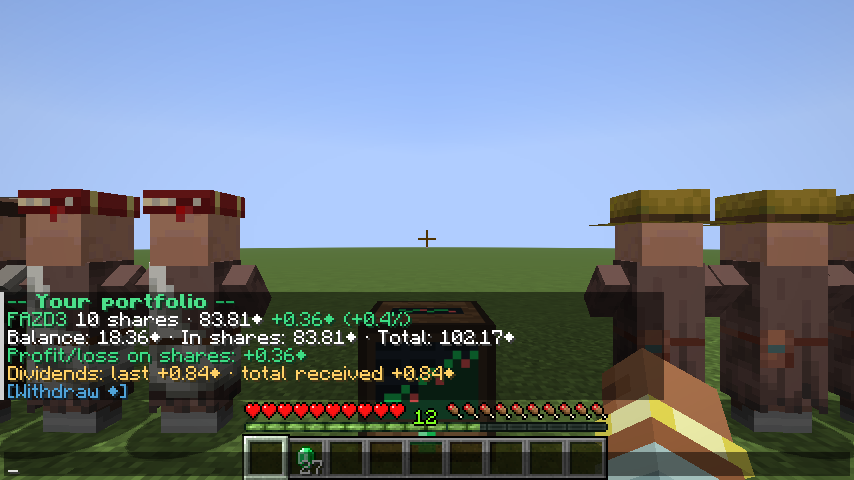 -- Your portfolio --
FAZD3 10 shares · 83.81♦ +0.36♦ (+0.4%)
Balance: 18.36♦ · In shares: 83.81♦ · Total: 102.17♦
Profit/loss on shares: +0.36♦
Dividends: last +0.84♦ · total received +0.84♦
[Withdraw ♦]
12
27
_